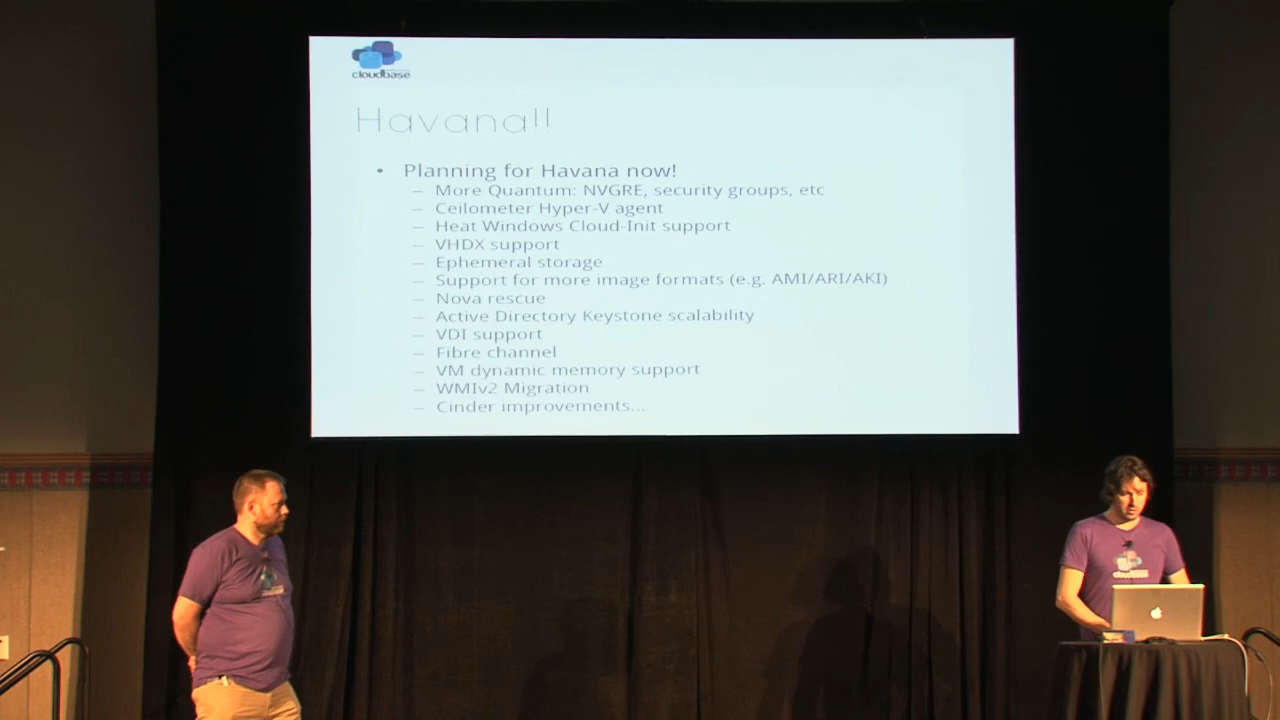 cloudbase
Havana!!
• Planning for Havana now!
– More Quantum: NVGRE, security groups, etc
– Ceilometer Hyper-V agent
– Heat Windows Cloud-Init support
– VHDX support
– Ephemeral storage
– Support for more image formats (e.g. AMI/ARI/AKI)
– Nova rescue
– Active Directory Keystone scalability
– VDI support
– Fibre channel
– VM dynamic memory support
– WMIv2 Migration
– Cinder improvements...
cloudbase